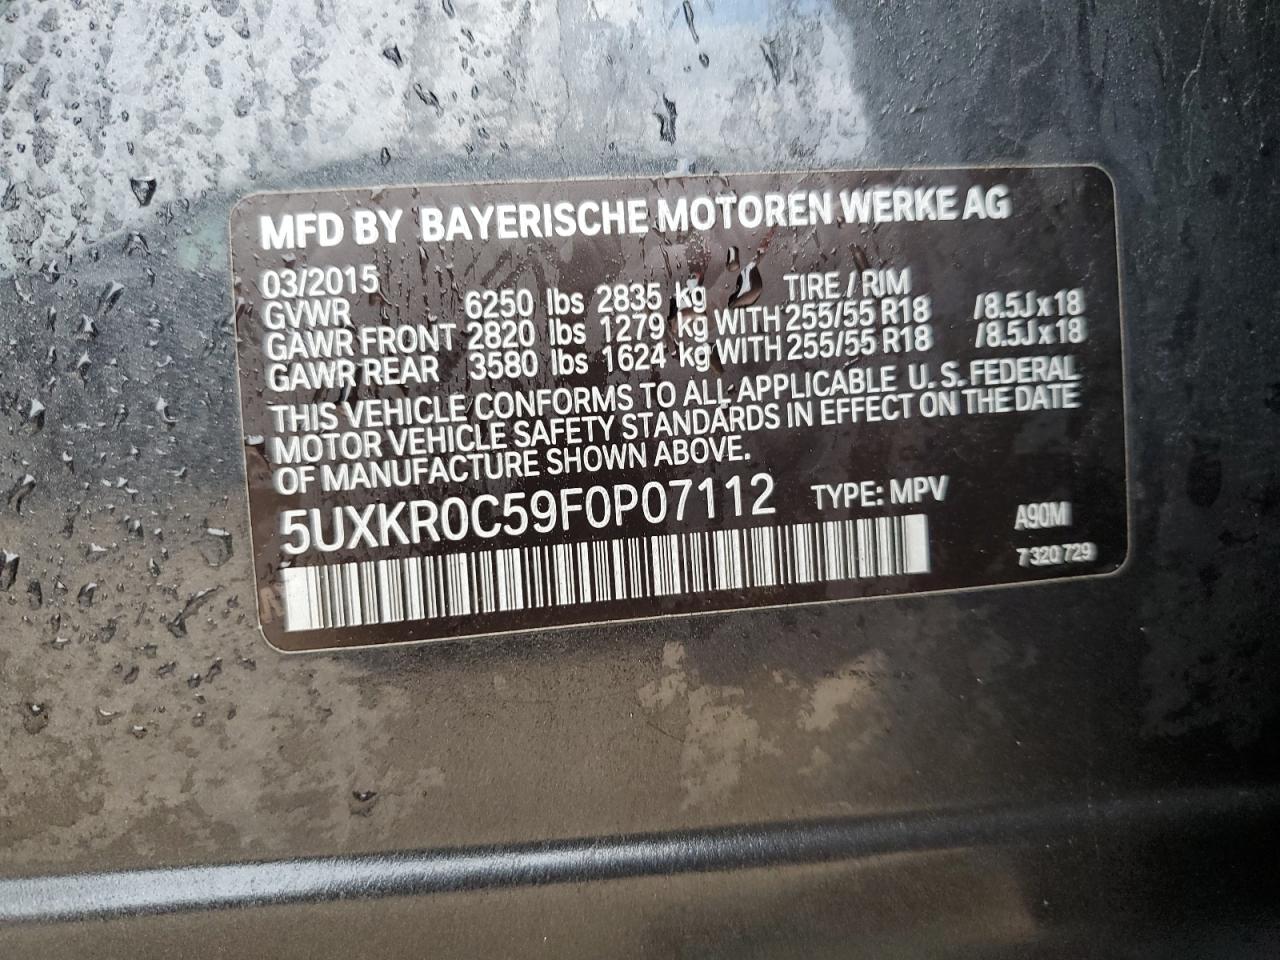 MFD BY BAYERISCHE MOTOREN WERKE AG
03/2015 TIRE / RIM
GVWR 6250 lbs 2835 kg
GAWR FRONT 2820 lbs 1279 kg WITH 255/55 R18 /8.5J x 18
GAWR REAR 3580 lbs 1624 kg WITH 255/55 R18 /8.5J x 18
THIS VEHICLE CONFORMS TO ALL APPLICABLE U.S. FEDERAL
MOTOR VEHICLE SAFETY STANDARDS IN EFFECT ON THE DATE
OF MANUFACTURE SHOWN ABOVE.
5UXKR0C59F0P07112 TYPE: MPV
A90M
7 320 729